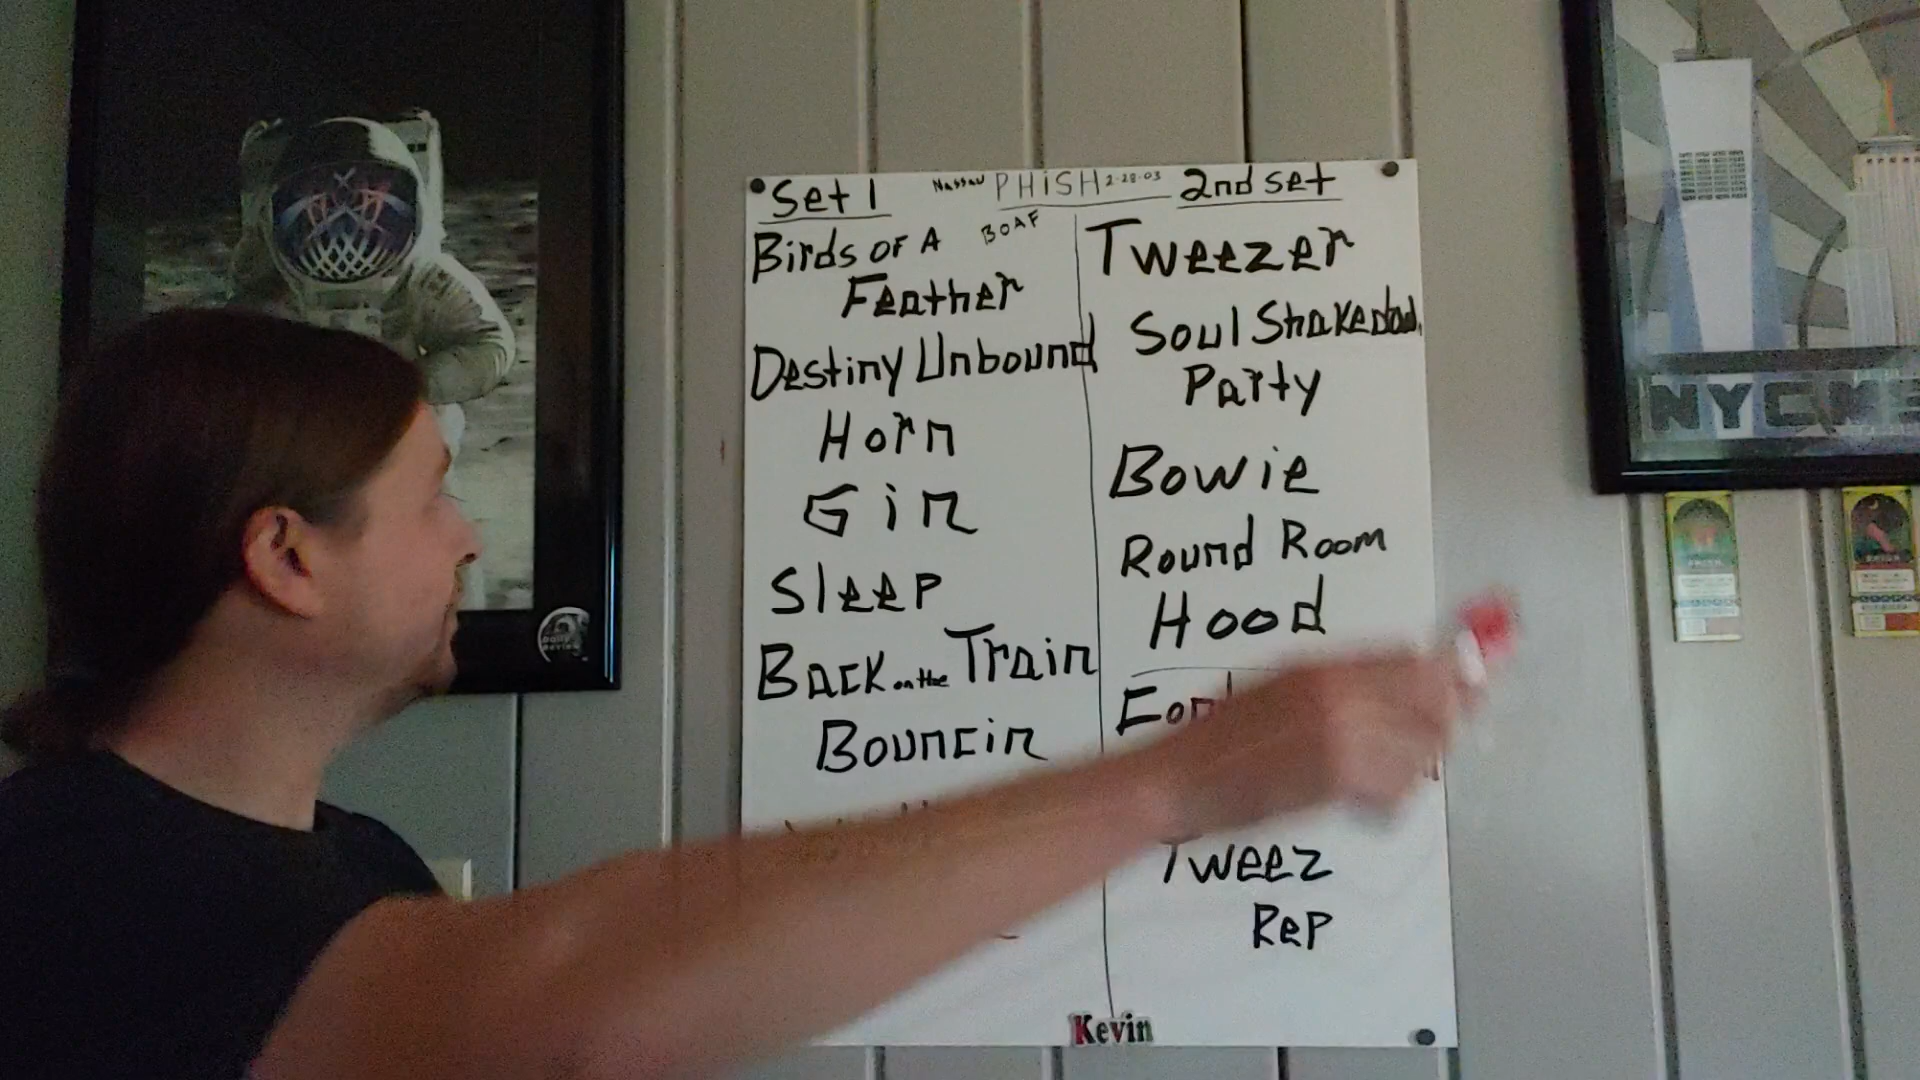 Set 1
Nassau PHISH 2-28-03
2nd set
Birds OF A
BOAF
Feather
Destiny Unbound
Horn
Gin
Sleep
Back on the Train
Bouncin
Tweezer
Soul Shakedow
Party
Bowie
Round Room
Hood
Tweez
Rep
Kevin
NYC